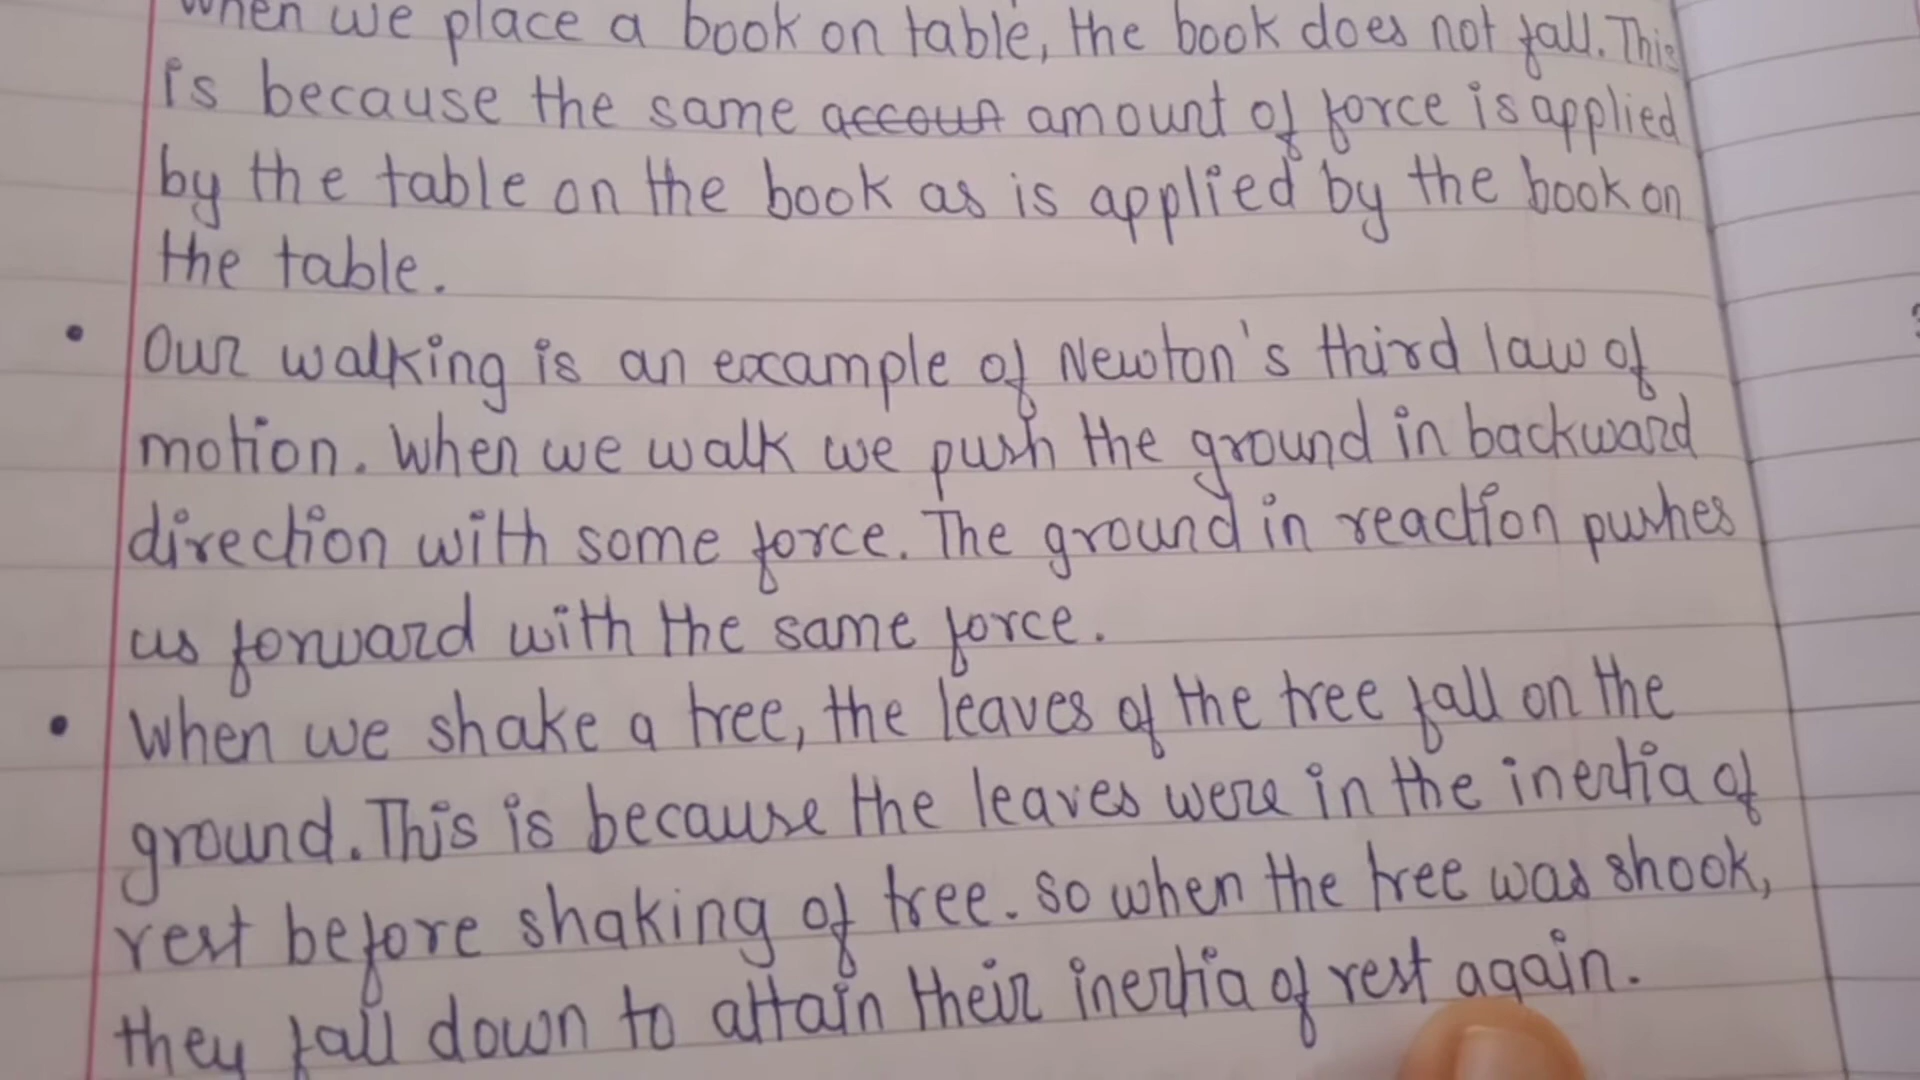 When we place a book on table, the book does not fall. This
is because the same accout amount of force is applied
by the table on the book as is applied by the book on
the table.
• Our walking is an example of Newton's third law of
motion. When we walk we push the ground in backward
direction with some force. The ground in reaction pushes
us forward with the same force.
• When we shake a tree, the leaves of the tree fall on the
ground. This is because the leaves were in the inertia of
rest before shaking of tree. so when the tree was shook,
they fall down to attain their inertia of rest again.